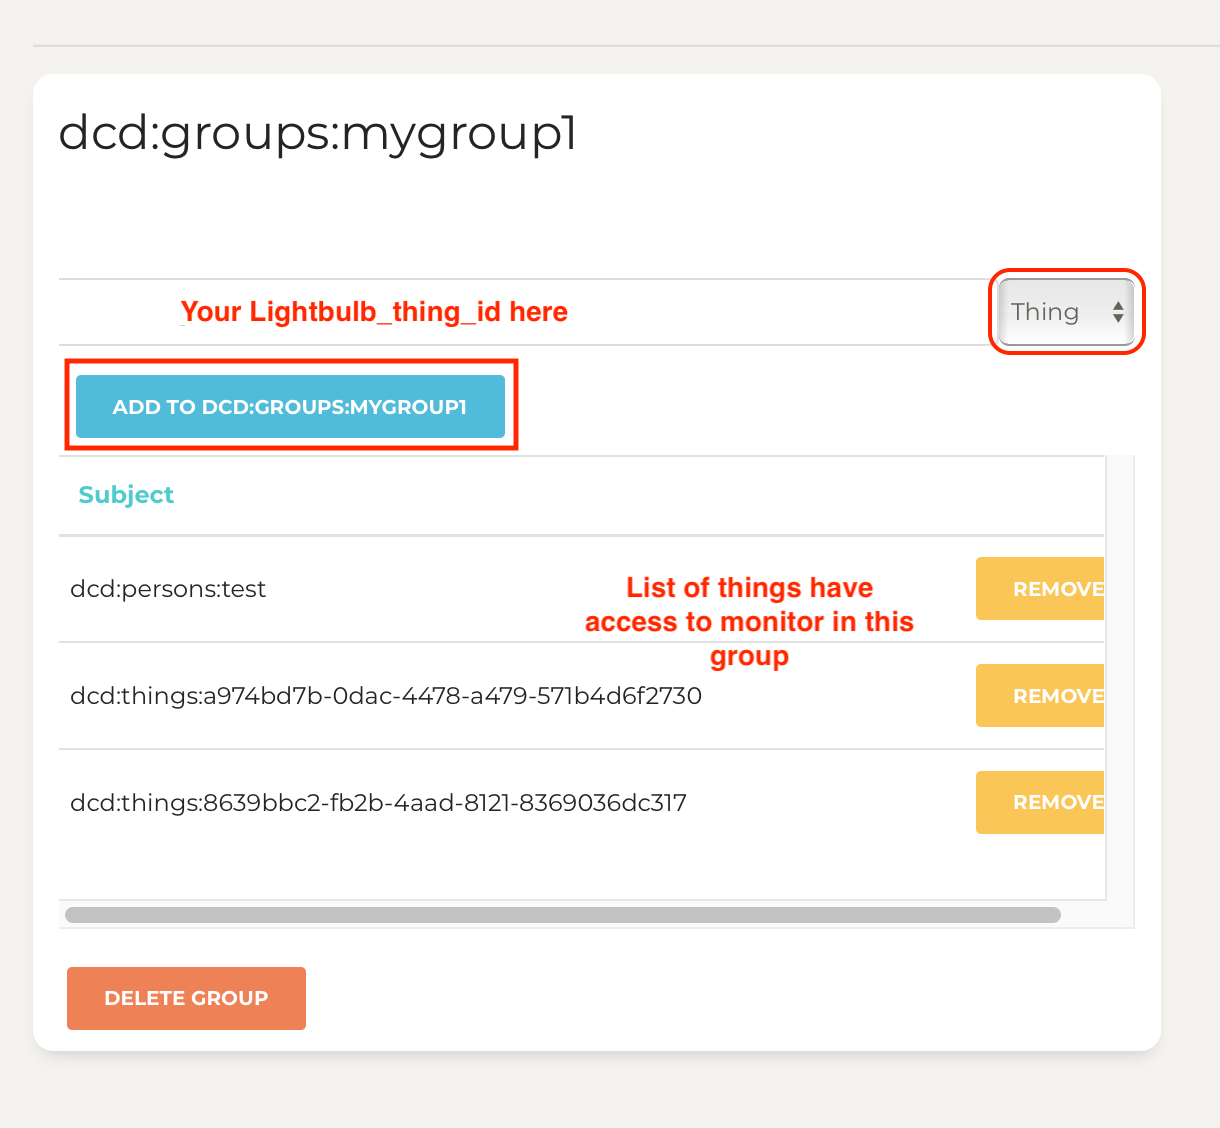 dcd:groups:mygroup1
Your Lightbulb_thing_id here
Thing
ADD TO DCD:GROUPS:MYGROUP1
Subject
dcd:persons:test
REMOVE
List of things have
access to monitor in this
group
dcd:things:a974bd7b-0dac-4478-a479-571b4d6f2730
REMOVE
dcd:things:8639bbc2-fb2b-4aad-8121-8369036dc317
REMOVE
DELETE GROUP